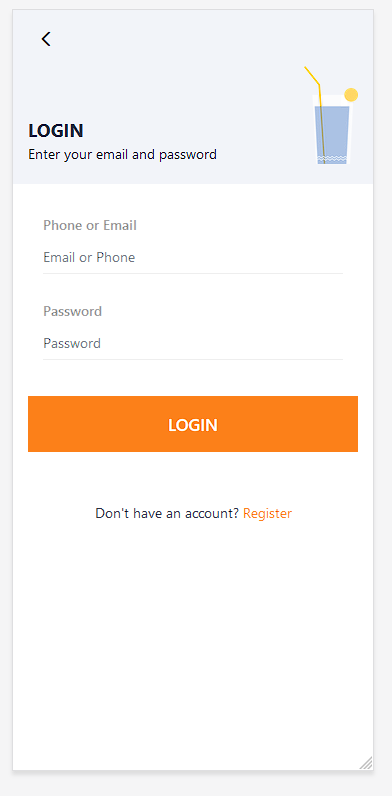 LOGIN
Enter your email and password
Phone or Email
Email or Phone
Password
Password
LOGIN
Don't have an account? Register